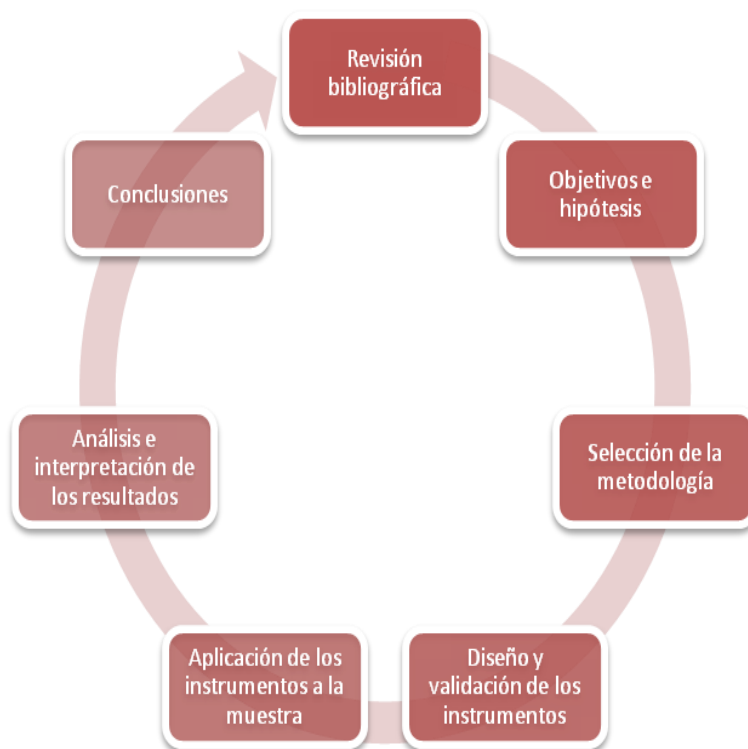 Revisión
bibliográfica
Objetivos e
hipótesis
Selección de la
metodología
Diseño y
validación de los
instrumentos
Aplicación de los
instrumentos a la
muestra
Análisis e
interpretación de
los resultados
Conclusiones